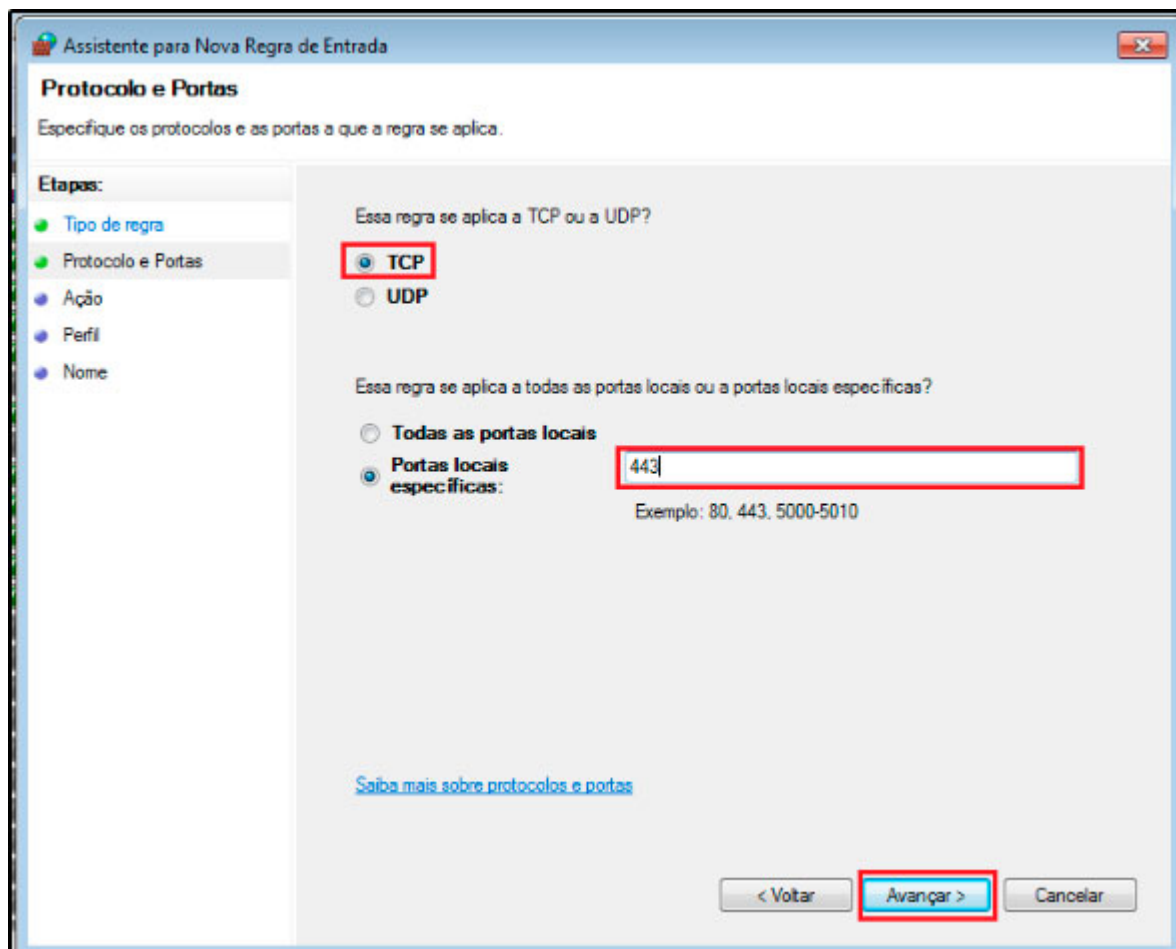 Assistente para Nova Regra de Entrada
Protocolo e Portas
Especifique os protocolos e as portas a que a regra se aplica.
Etapas:
Tipo de regra
Protocolo e Portas
Ação
Perfil
Nome
Essa regra se aplica a TCP ou a UDP?
TCP
UDP
Essa regra se aplica a todas as portas locais ou a portas locais específicas?
Todas as portas locais
Portas locais
específicas:
443
Exemplo: 80, 443, 5000-5010
Saiba mais sobre protocolos e portas
< Voltar
Avançar >
Cancelar